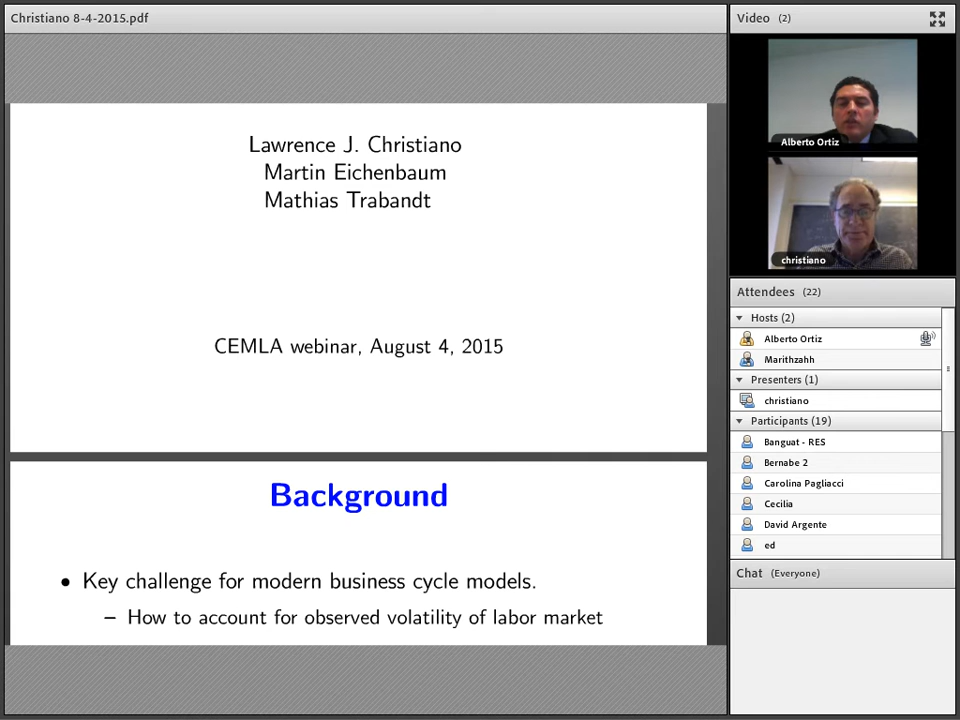 Christiano 8-4-2015.pdf
Lawrence J. Christiano
Martin Eichenbaum
Mathias Trabandt
CEMLA webinar, August 4, 2015
Background
• Key challenge for modern business cycle models.
– How to account for observed volatility of labor market
Video (2)
Alberto Ortiz
christiano
Attendees (22)
Hosts (2)
Alberto Ortiz
Marithzahh
Presenters (1)
christiano
Participants (19)
Banguat - RES
Bernabe 2
Carolina Pagliacci
Cecilia
David Argente
ed
Chat (Everyone)